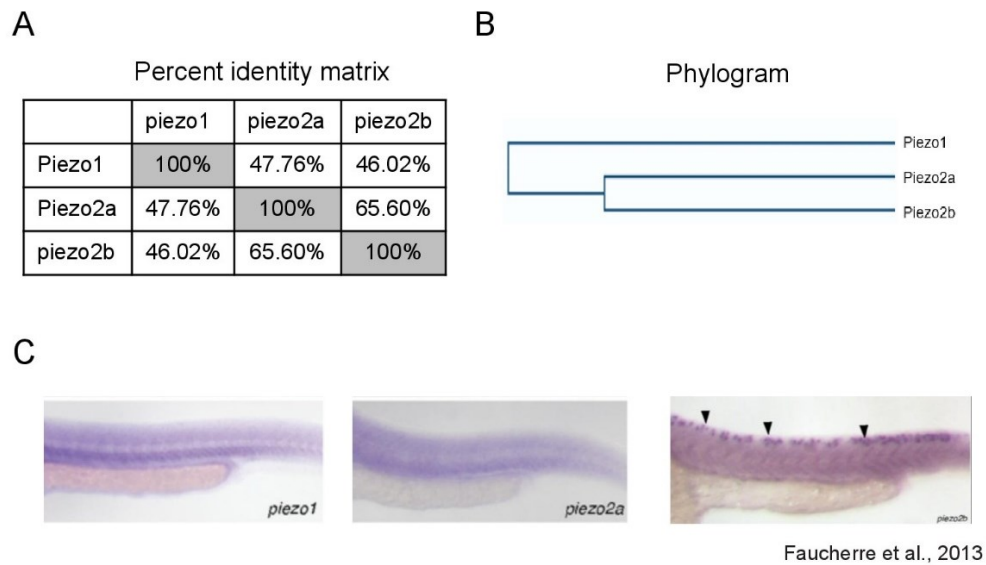 A
B
Percent identity matrix
Phylogram
piezo1 piezo2a piezo2b
Piezo1 100% 47.76% 46.02%
Piezo2a 47.76% 100% 65.60%
piezo2b 46.02% 65.60% 100%
Piezo1
Piezo2a
Piezo2b
C
piezo1
piezo2a
piezo2b
Faucherre et al., 2013